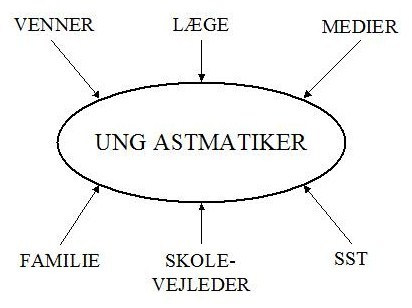 VENNER
LÆGE
MEDIER
UNG ASTMATIKER
FAMILIE
SKOLE-
VEJLEDER
SST